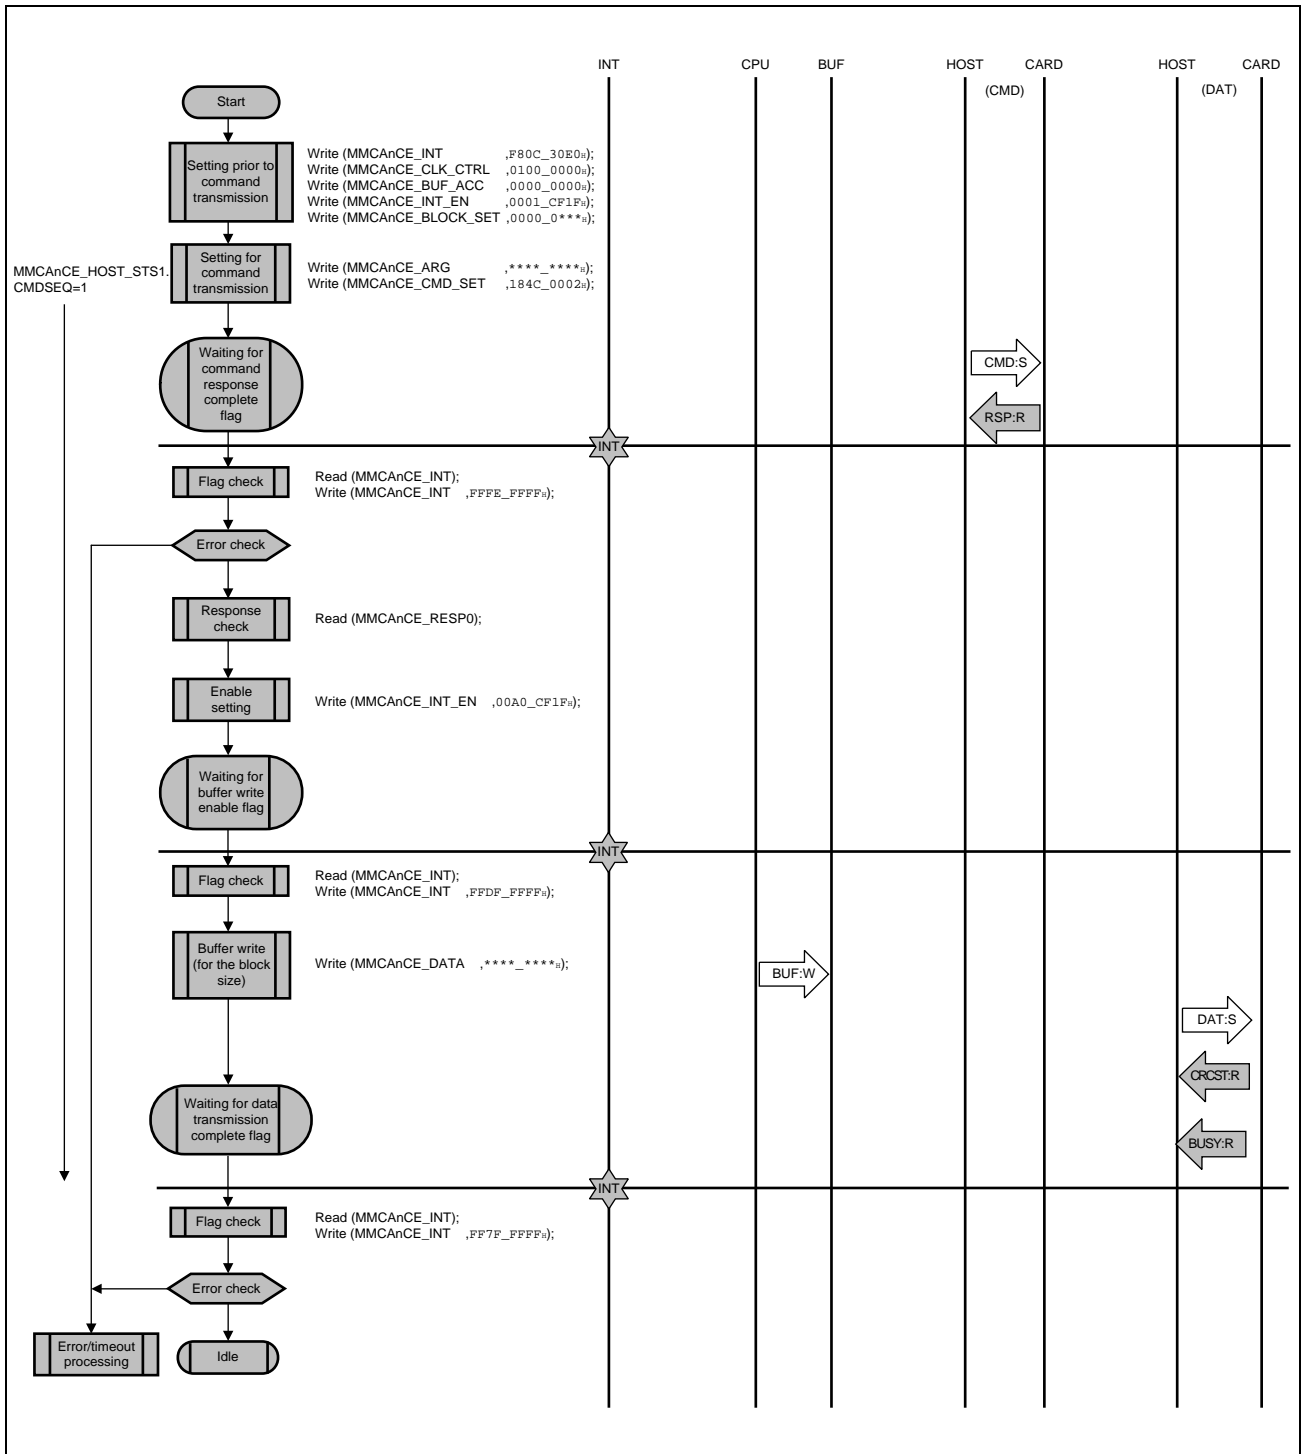 INT CPU BUF HOST CARD HOST CARD
(CMD) (DAT)
Start
Setting prior to
command
transmission
Write (MMCAnCE_INT ,F80C_30E0H);
Write (MMCAnCE_CLK_CTRL ,0100_0000H);
Write (MMCAnCE_BUF_ACC ,0000_0000H);
Write (MMCAnCE_INT_EN ,0001_CF1FH);
Write (MMCAnCE_BLOCK_SET ,0000_0***H);
MMCAnCE_HOST_STS1.
CMDSEQ=1
Setting for
command
transmission
Write (MMCAnCE_ARG ,****_****H);
Write (MMCAnCE_CMD_SET ,184C_0002H);
Waiting for
command
response
complete
flag
CMD:S
RSP:R
INT
Flag check
Read (MMCAnCE_INT);
Write (MMCAnCE_INT ,FFFE_FFFFH);
Error check
Response
check
Read (MMCAnCE_RESP0);
Enable
setting
Write (MMCAnCE_INT_EN ,00A0_CF1FH);
Waiting for
buffer write
enable flag
INT
Flag check
Read (MMCAnCE_INT);
Write (MMCAnCE_INT ,FFDF_FFFFH);
Buffer write
(for the block
size)
Write (MMCAnCE_DATA ,****_****H);
BUF:W
DAT:S
CRCST:R
Waiting for data
transmission
complete flag
BUSY:R
INT
Flag check
Read (MMCAnCE_INT);
Write (MMCAnCE_INT ,FF7F_FFFFH);
Error check
Error/timeout
processing
Idle